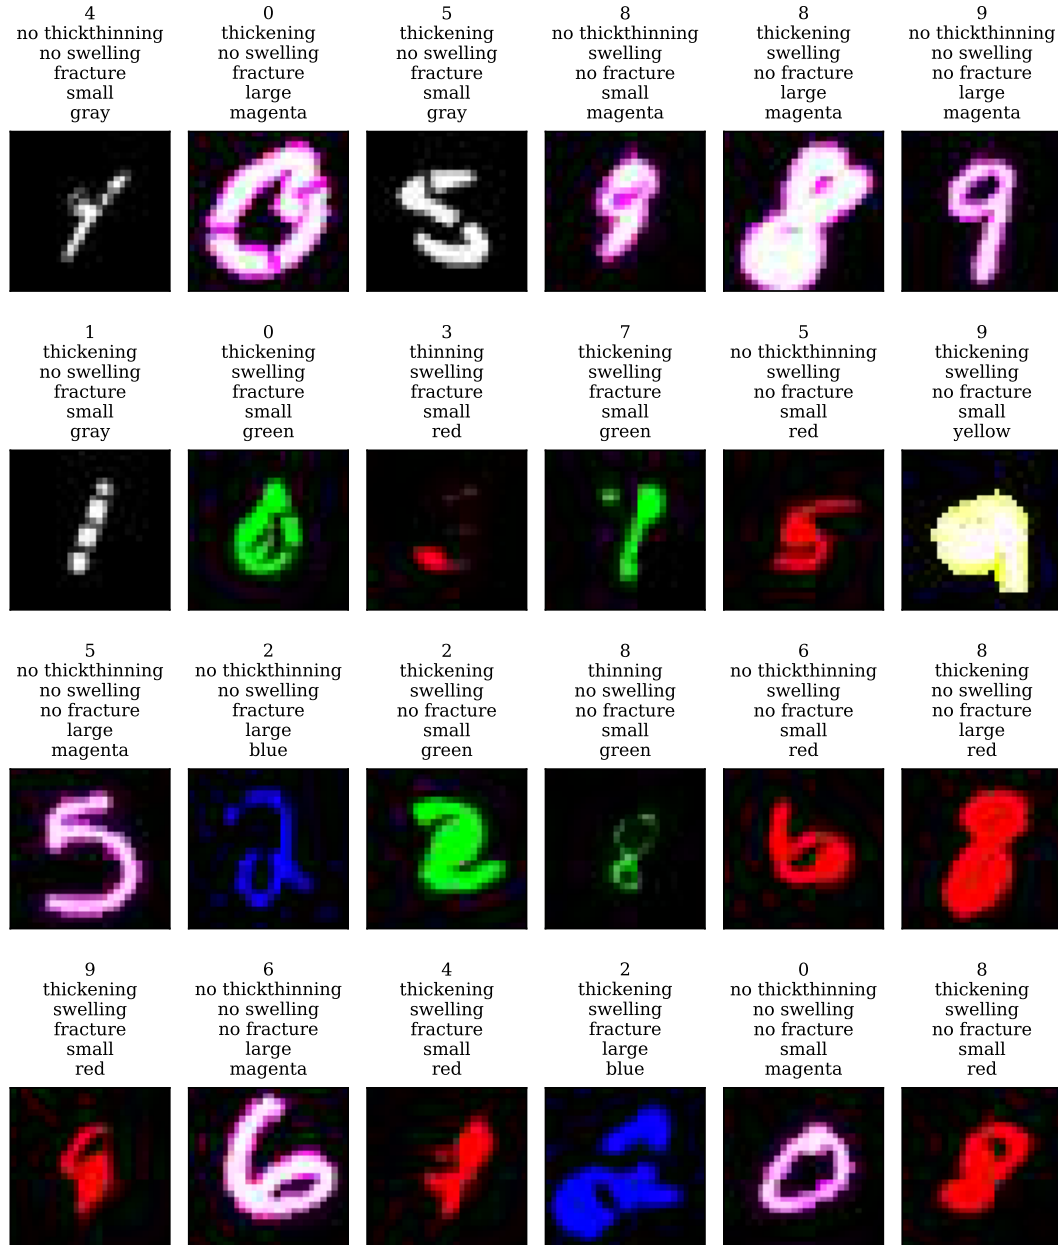 4 0 5 8 8 9
no thickthinning thickening thickening no thickthinning thickening no thickthinning
no swelling no swelling no swelling swelling swelling no swelling
fracture fracture fracture no fracture no fracture no fracture
small large small small large large
gray magenta gray magenta magenta magenta
1 0 3 7 5 9
thickening thickening thinning thickening no thickthinning thickening
no swelling swelling swelling swelling swelling swelling
fracture fracture fracture fracture no fracture no fracture
small small small small small small
gray green red green red yellow
5 2 2 8 6 8
no thickthinning no thickthinning thickening thinning no thickthinning thickening
no swelling no swelling swelling no swelling swelling no swelling
no fracture fracture no fracture no fracture no fracture no fracture
large large small small small large
magenta blue green green red red
9 6 4 2 0 8
thickening no thickthinning thickening thickening no thickthinning thickening
swelling no swelling swelling swelling no swelling swelling
fracture no fracture fracture fracture no fracture no fracture
small large small large small small
red magenta red blue magenta red